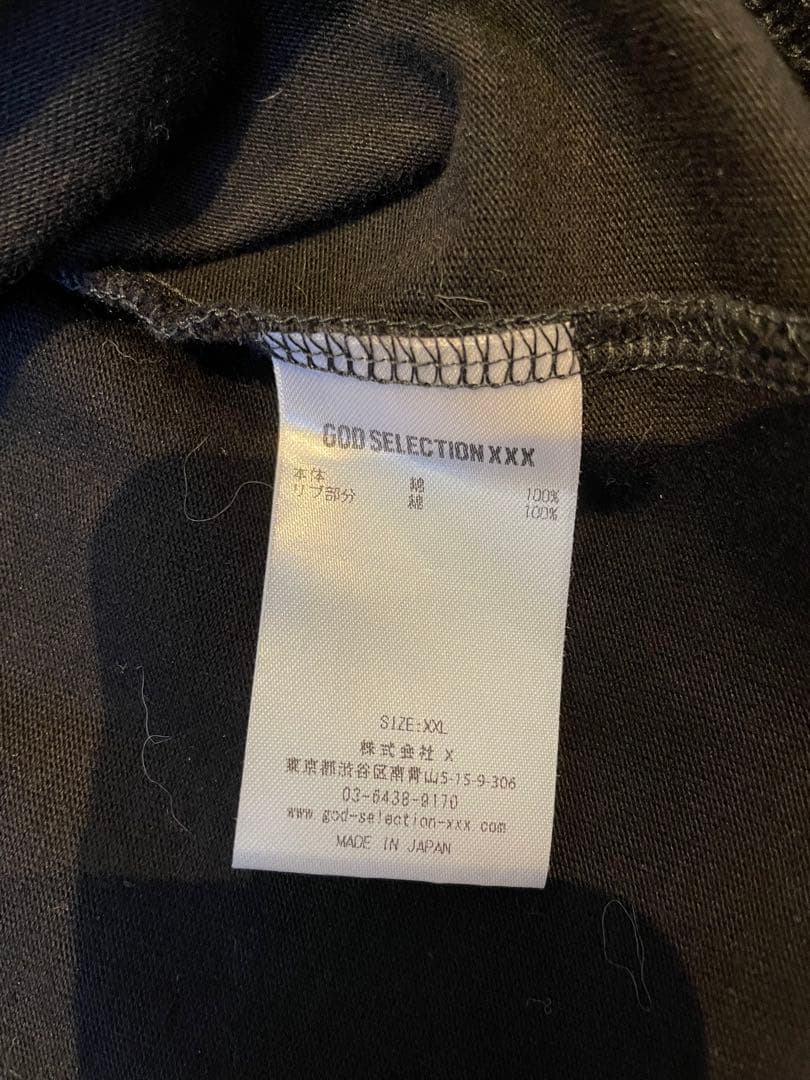 GOD SELECTION XXX
本体 綿 100%
リブ部分 綿 100%
SIZE:XXL
株式会社 X
東京都渋谷区南青山5-15-9-306
03-6438-9170
www.god-selection-xxx.com
MADE IN JAPAN